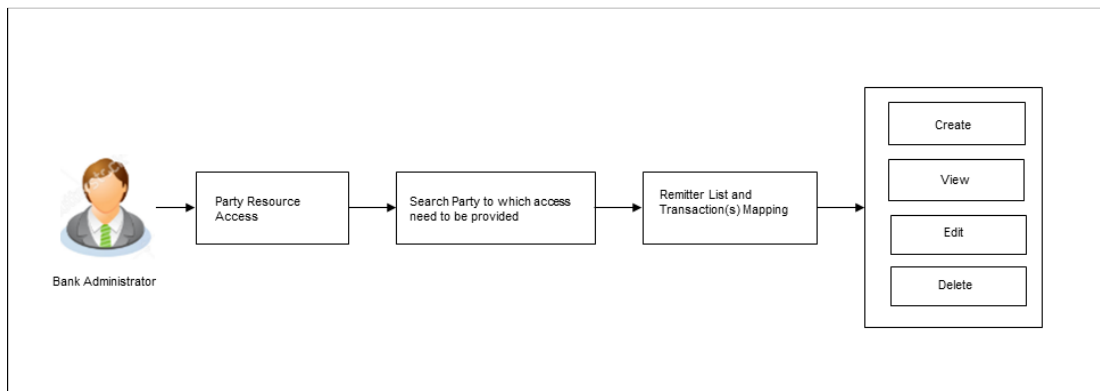 Bank Administrator
Party Resource
Access
Search Party to which access
need to be provided
Remitter List and
Transaction(s) Mapping
Create
View
Edit
Delete